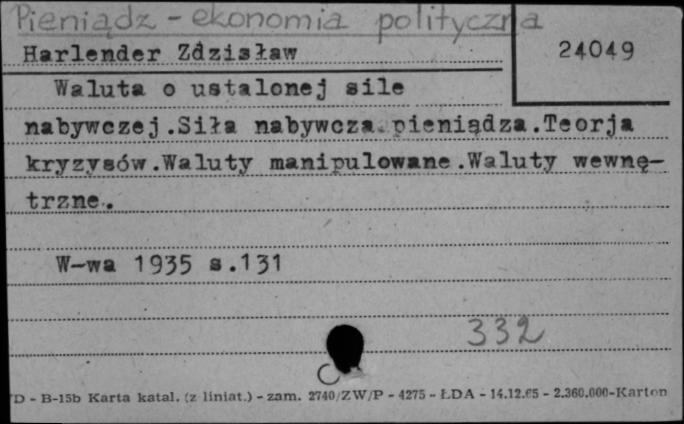 Pieniądz - ekonomia polityczna
Harlender Zdzisław
24049
Waluta o ustalonej sile
nabywczej.Siła nabywcza pieniądza.Teorja
kryzysów.Waluty manipulowane.Waluty wewnę-
trzne.
W-wa 1935 s.131
332
D - B-15b Karta katal. (z liniat.) - zam. 2740/ZW/P - 4275 - ŁDA - 14.12.65 - 2.360.000-Karton